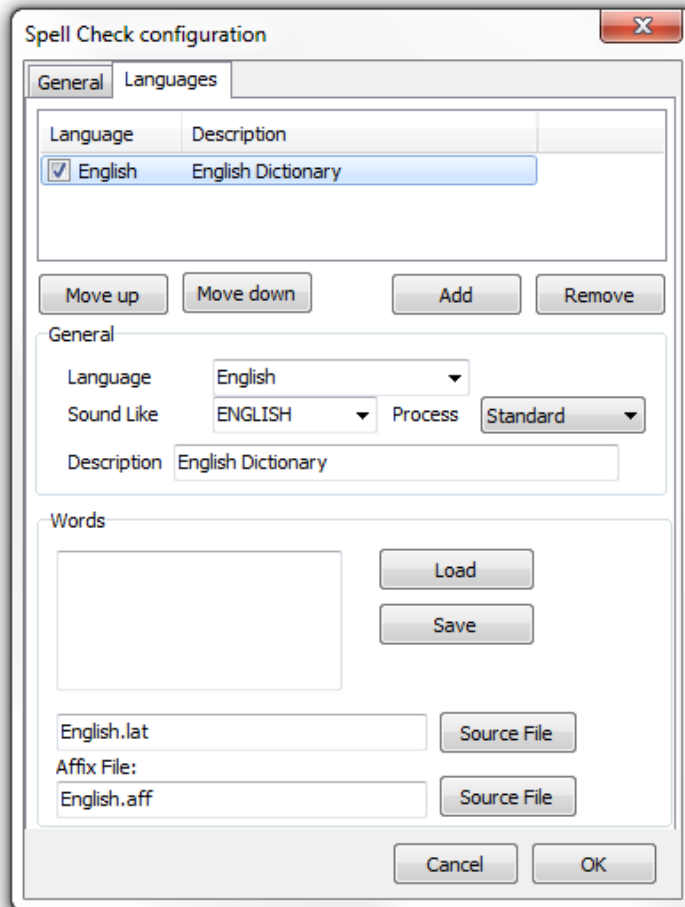 Spell Check configuration
General Languages
Language Description
English English Dictionary
Move up Move down Add Remove
General
Language English
Sound Like ENGLISH Process Standard
Description English Dictionary
Words
Load
Save
English.lat Source File
Affix File:
English.aff Source File
Cancel OK